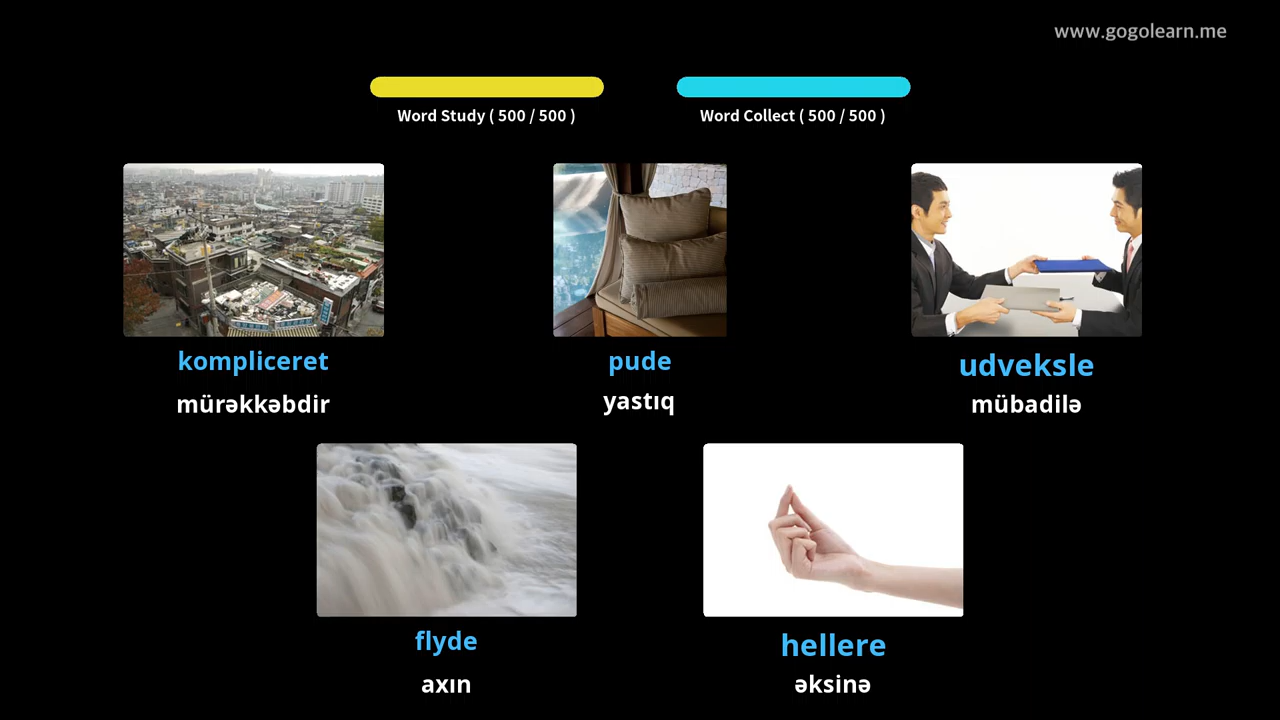 www.gogolearn.me
Word Study ( 500 / 500 )
Word Collect ( 500 / 500 )
kompliceret
mürəkkəbdir
pude
yastıq
udveksle
mübadilə
flyde
axın
hellere
əksinə